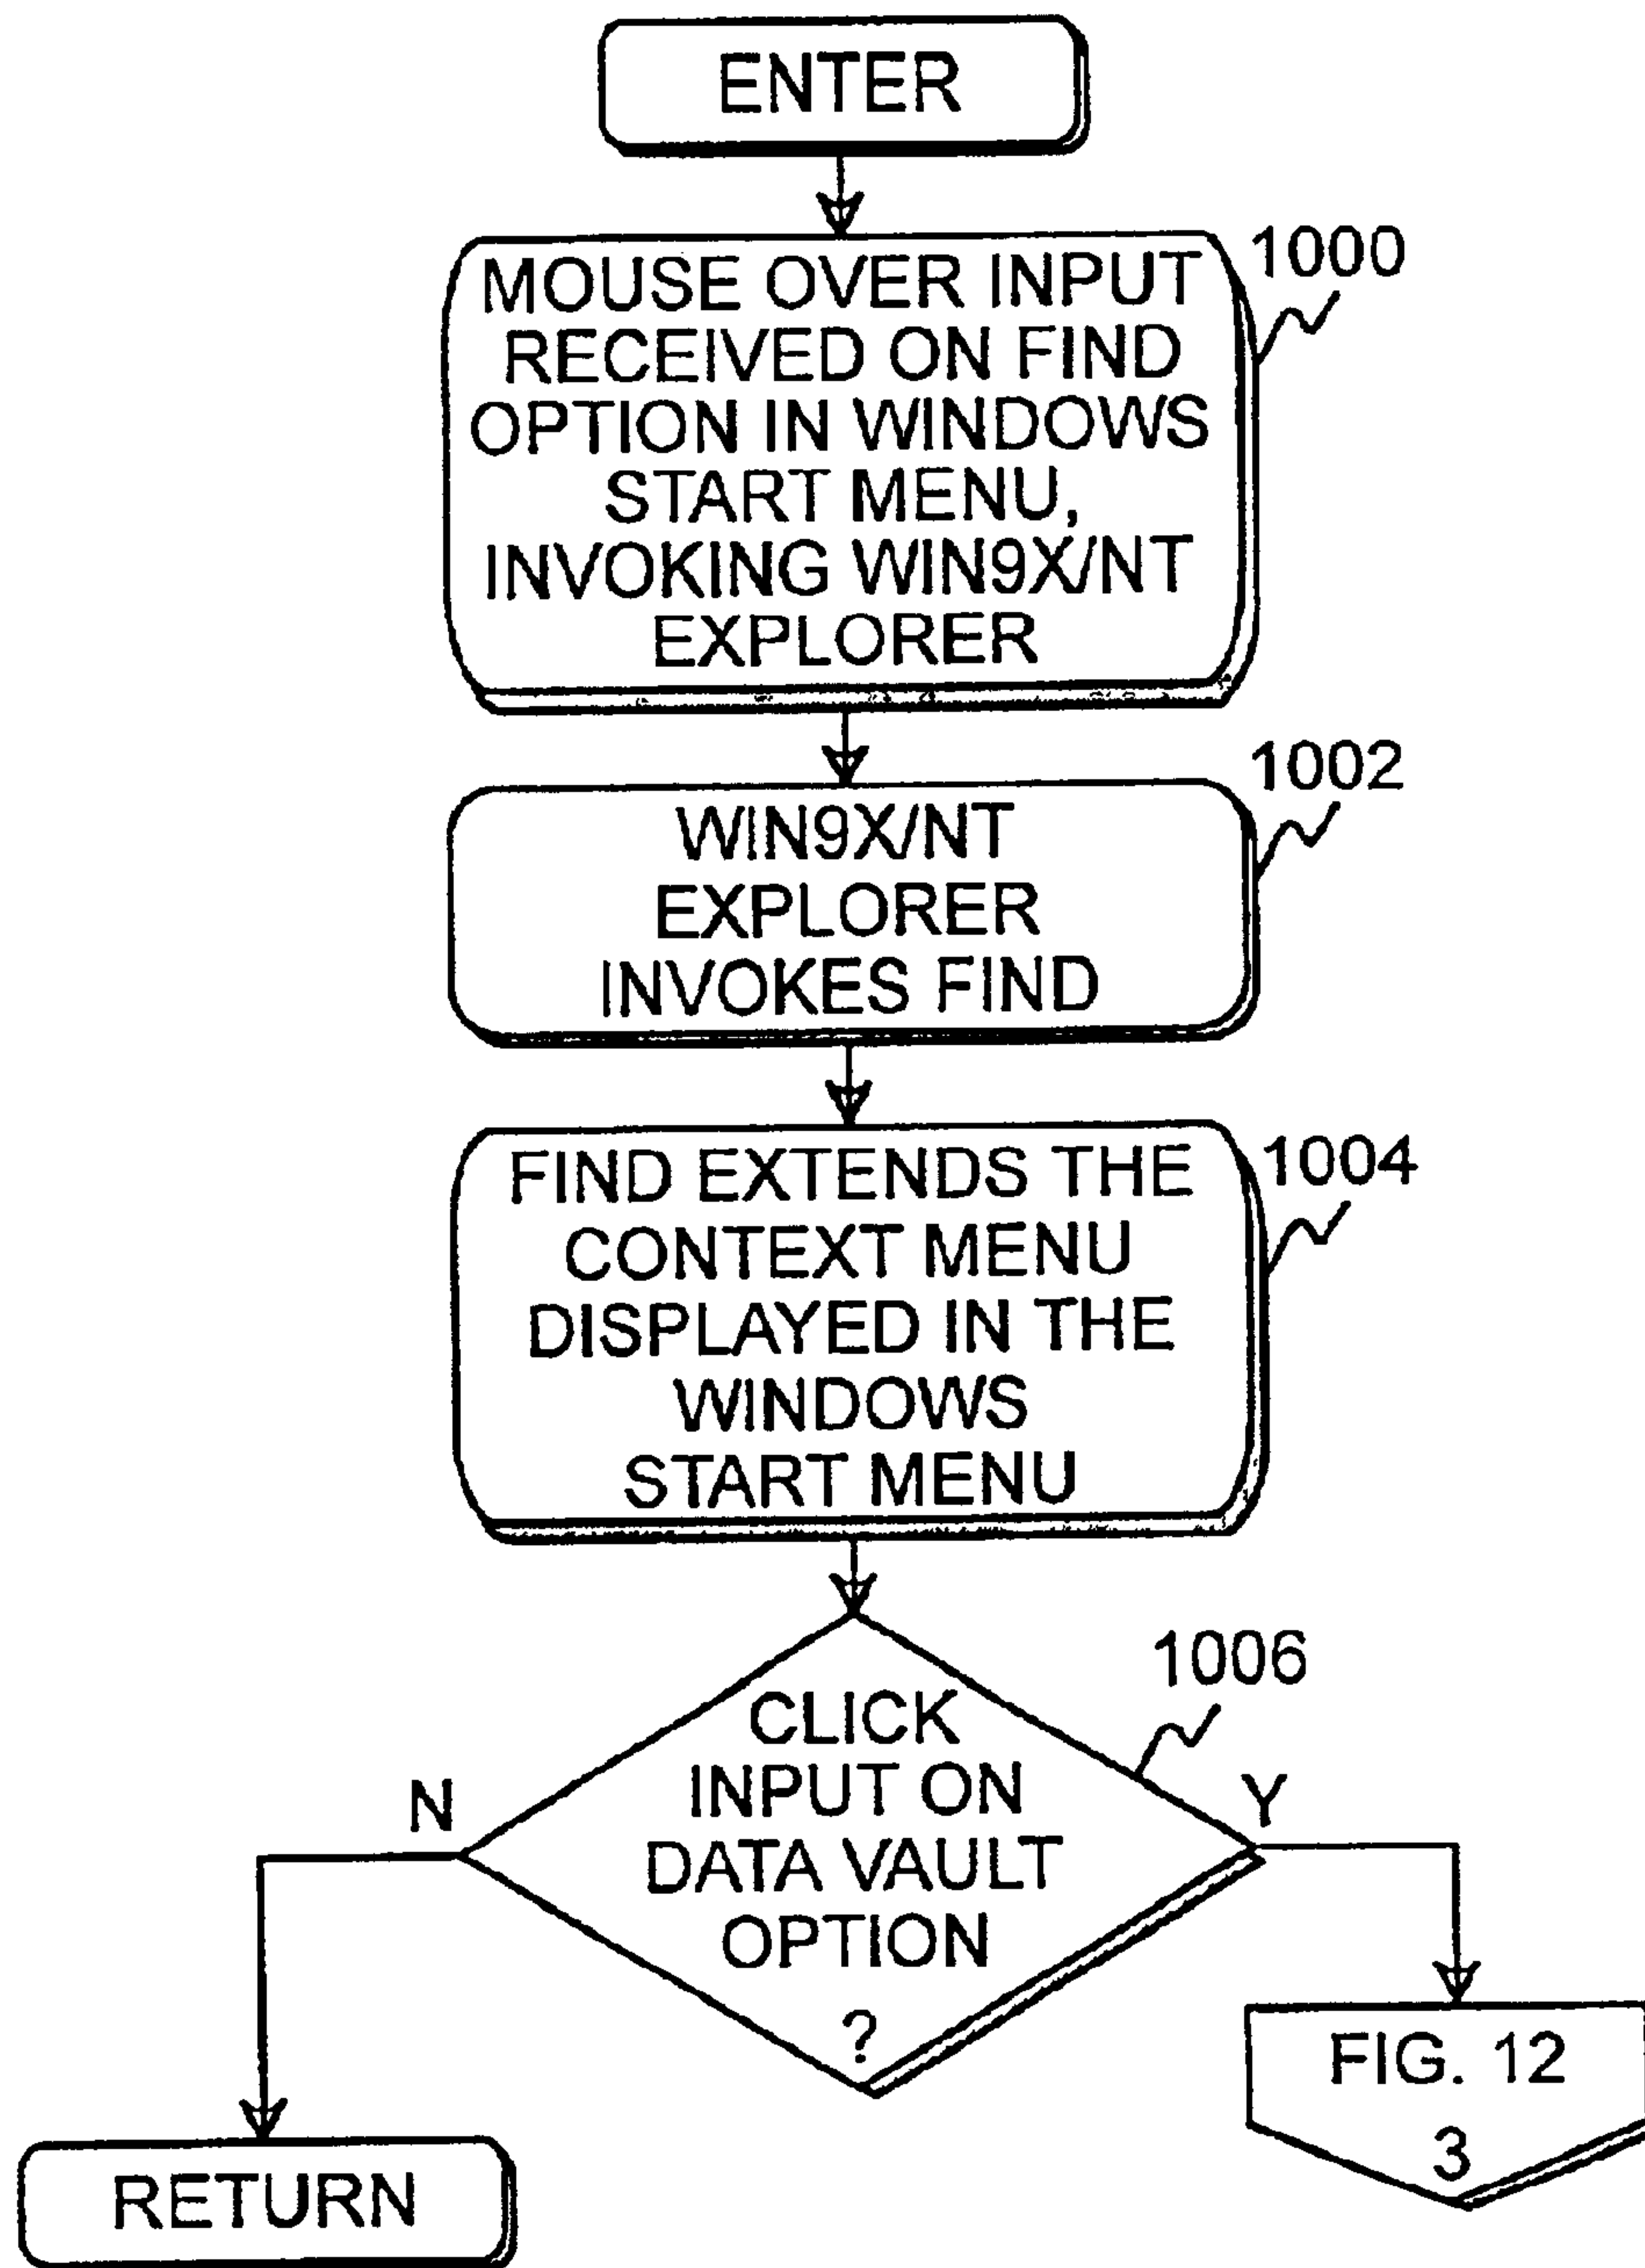 ENTER
1000
MOUSE OVER INPUT
RECEIVED ON FIND
OPTION IN WINDOWS
START MENU,
INVOKING WIN9X/NT
EXPLORER
1002
WIN9X/NT
EXPLORER
INVOKES FIND
1004
FIND EXTENDS THE
CONTEXT MENU
DISPLAYED IN THE
WINDOWS
START MENU
1006
CLICK
INPUT ON
DATA VAULT
OPTION
?
N
Y
FIG. 12
3
RETURN